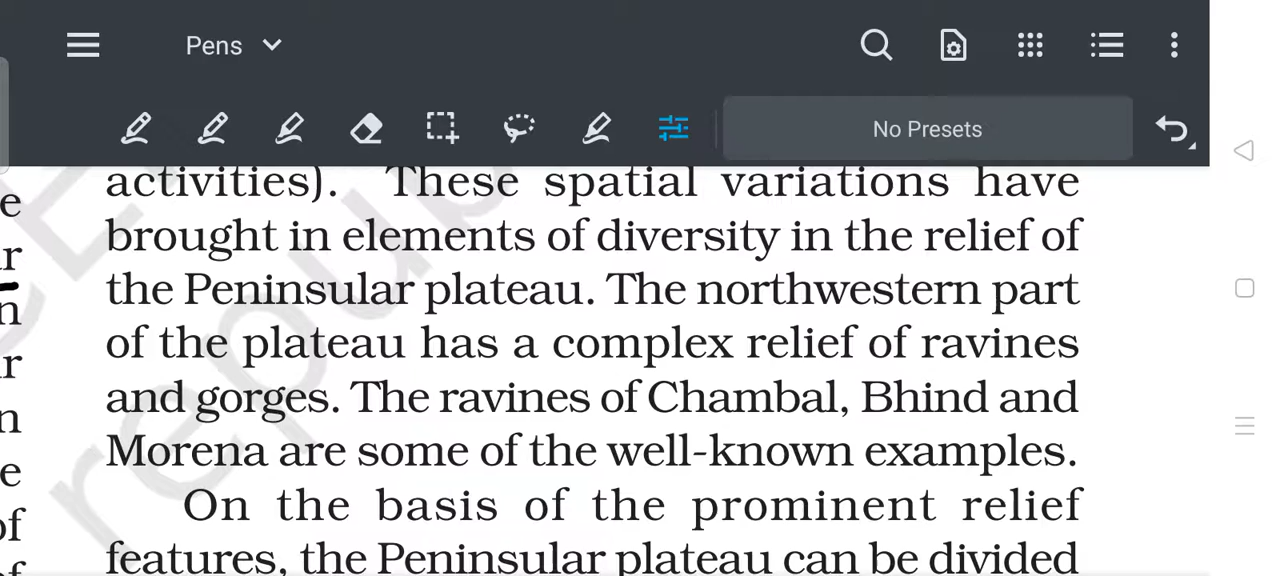 Pens
No Presets
activities). These spatial variations have
brought in elements of diversity in the relief of
the Peninsular plateau. The northwestern part
of the plateau has a complex relief of ravines
and gorges. The ravines of Chambal, Bhind and
Morena are some of the well-known examples.
On the basis of the prominent relief
features, the Peninsular plateau can be divided